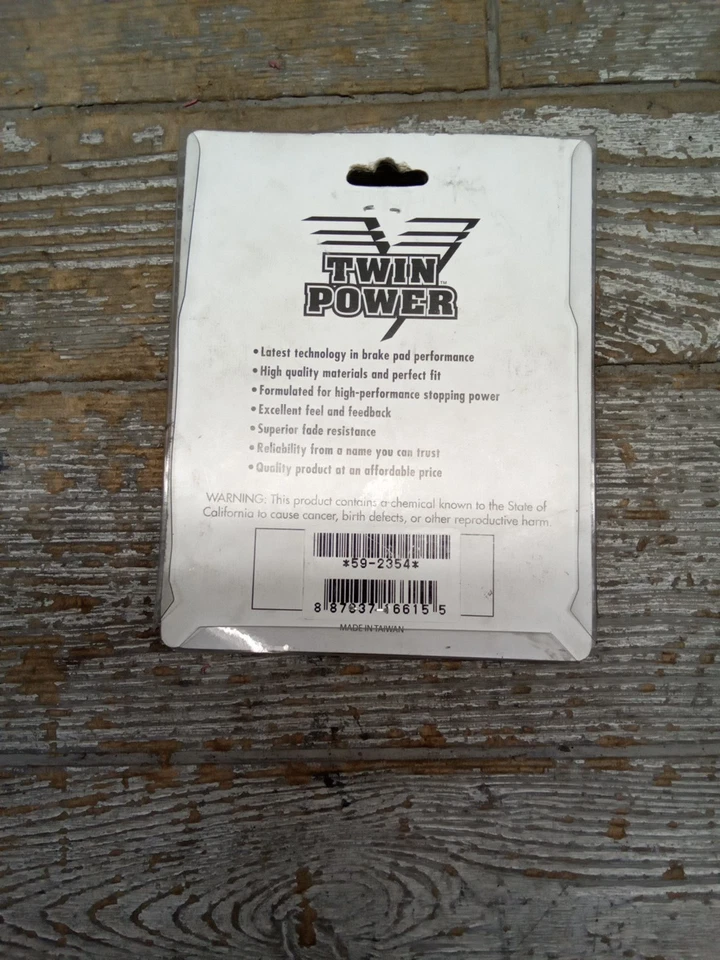 TWIN
POWER™
•Latest technology in brake pad performance
•High quality materials and perfect fit
•Formulated for high-performance stopping power
•Excellent feel and feedback
•Superior fade resistance
•Reliability from a name you can trust
•Quality product at an affordable price
WARNING: This product contains a chemical known to the State of
California to cause cancer, birth defects, or other reproductive harm.
*59-2354*
8 87837 16615 5
MADE IN TAIWAN